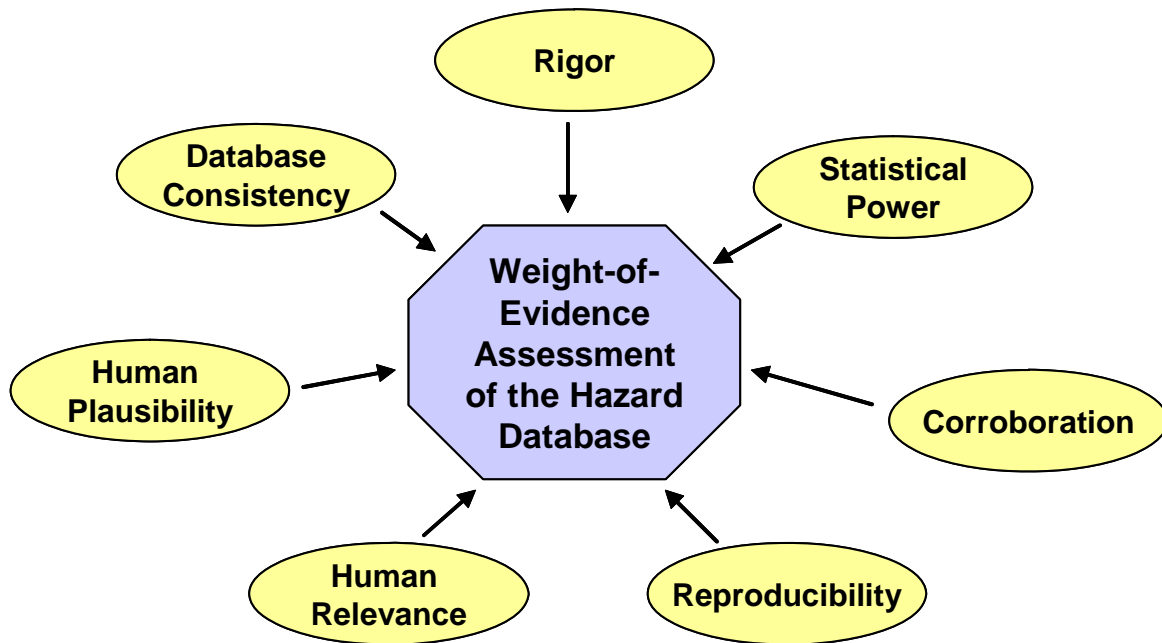 Rigor
Database
Consistency
Statistical
Power
Weight-of-
Evidence
Assessment
of the Hazard
Database
Human
Plausibility
Corroboration
Human
Relevance
Reproducibility